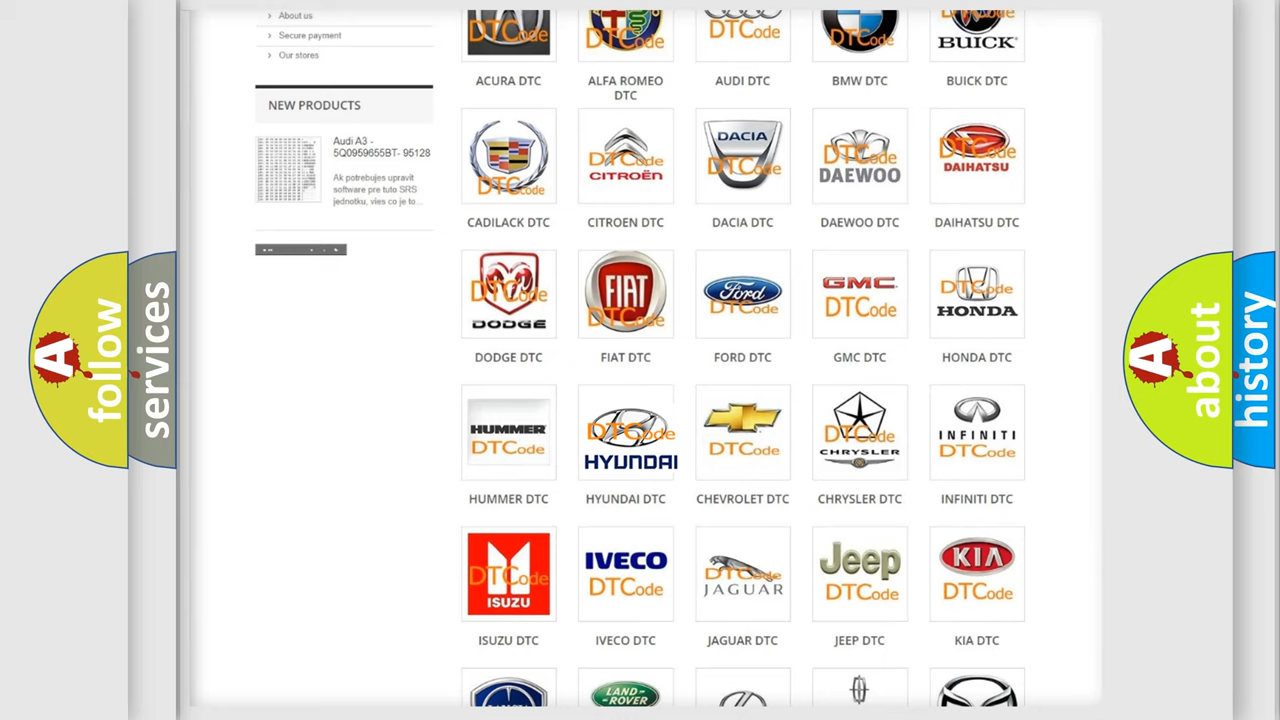 About us
Secure payment
Our stores
NEW PRODUCTS
Audi A3 -
5Q0959655BT- 95128
Ak potrebujes upravit
software pre tuto SRS
jednotku, vies co je to...
DTCode
DTCode
DTCode
DTCode
BUICK
ACURA DTC
ALFA ROMEO
DTC
AUDI DTC
BMW DTC
BUICK DTC
DTCode
DTCode
CITROËN
DACIA
DTCode
DTCode
DAEWOO
DTCode
DAIHATSU
CADILACK DTC
CITROEN DTC
DACIA DTC
DAEWOO DTC
DAIHATSU DTC
DTCode
DODGE
FIAT
DTCode
Ford
DTCode
GMC
DTCode
DTCode
HONDA
DODGE DTC
FIAT DTC
FORD DTC
GMC DTC
HONDA DTC
HUMMER
DTCode
DTCode
HYUNDAI
DTCode
DTCode
CHRYSLER
INFINITI
DTCode
HUMMER DTC
HYUNDAI DTC
CHEVROLET DTC
CHRYSLER DTC
INFINITI DTC
DTCode
ISUZU
IVECO
DTCode
DTCode
JAGUAR
Jeep
DTCode
KIA
DTCode
ISUZU DTC
IVECO DTC
JAGUAR DTC
JEEP DTC
KIA DTC
LAND-
ROVER
A
follow
services
A
about
history